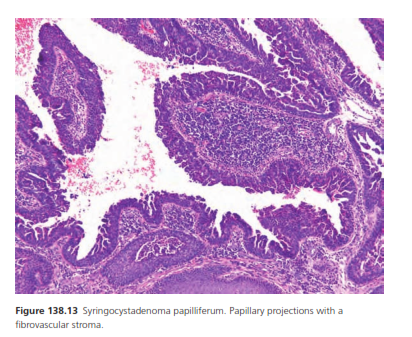 Figure 138.13 Syringocystadenoma papilliferum. Papillary projections with a
fibrovascular stroma.